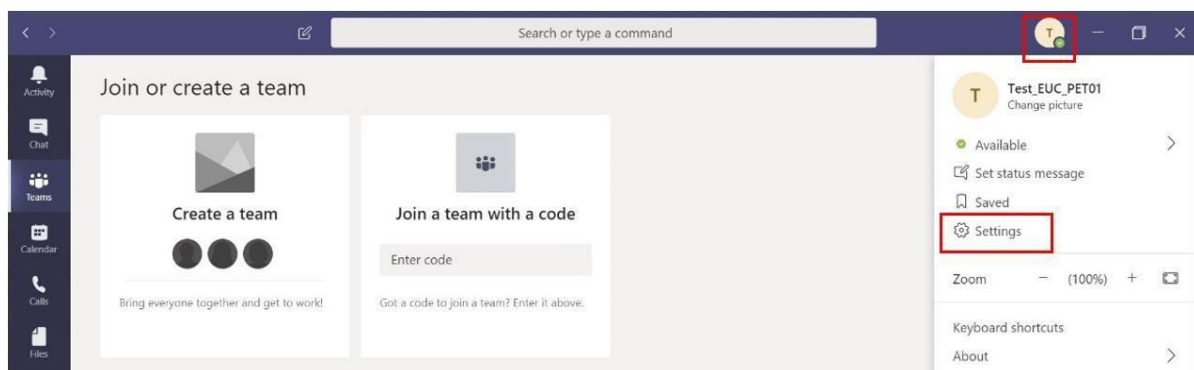 Search or type a command
T
Activity
Chat
Teams
Calendar
Calls
Files
Join or create a team
Create a team
Bring everyone together and get to work!
Join a team with a code
Enter code
Got a code to join a team? Enter it above.
T
Test_EUC_PET01
Change picture
Available
Set status message
Saved
Settings
Zoom - (100%) +
Keyboard shortcuts
About